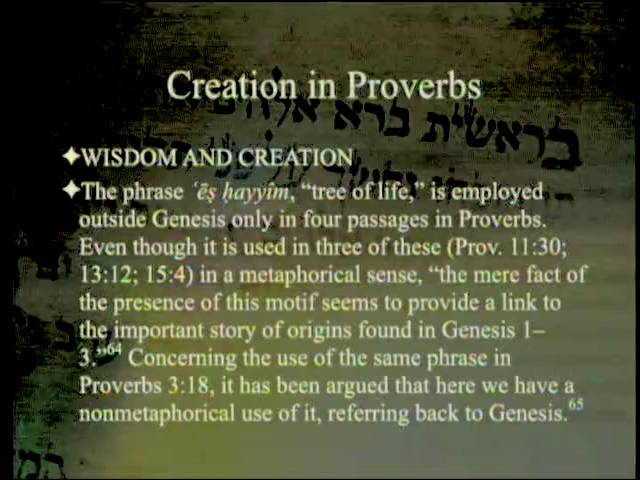 Creation in Proverbs
בראשית ברא אלהים
✦WISDOM AND CREATION
✦The phrase ʿēṣ ḥayyîm, “tree of life,” is employed
outside Genesis only in four passages in Proverbs.
Even though it is used in three of these (Prov. 11:30;
13:12; 15:4) in a metaphorical sense, “the mere fact of
the presence of this motif seems to provide a link to
the important story of origins found in Genesis 1–
3.”64 Concerning the use of the same phrase in
Proverbs 3:18, it has been argued that here we have a
nonmetaphorical use of it, referring back to Genesis.65